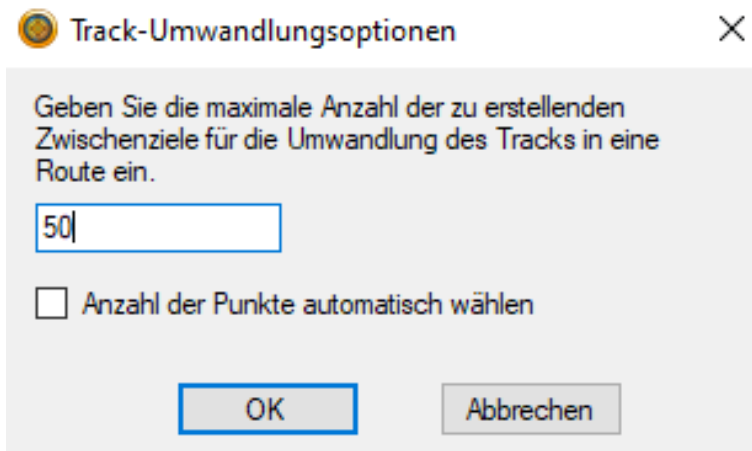 Track-Umwandlungsoptionen
Geben Sie die maximale Anzahl der zu erstellenden
Zwischenziele für die Umwandlung des Tracks in eine
Route ein.
50
Anzahl der Punkte automatisch wählen
OK Abbrechen